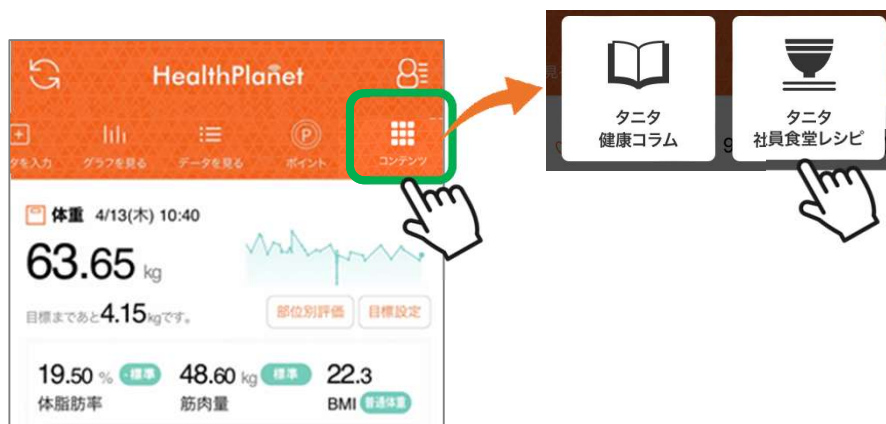 HealthPlanet
タを入力
グラフを見る
データを見る
P
ポイント
コンテンツ
体重 4/13(木) 10:40
63.65 kg
目標まであと4.15kgです。
部位別評価
目標設定
19.50 % -標準
体脂肪率
48.60 kg 標準
筋肉量
22.3
BMI 普通体重
タニタ
健康コラム
9
タニタ
社員食堂レシピ